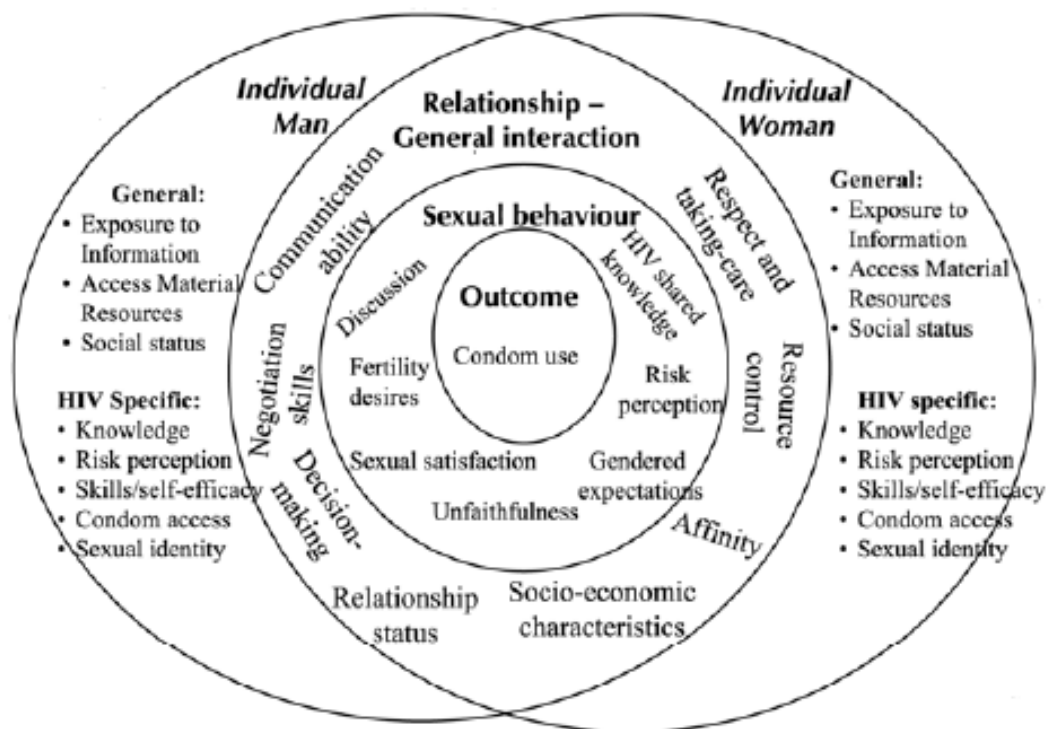 Individual
Man
General:
• Exposure to
Information
• Access Material
Resources
• Social status
HIV Specific:
• Knowledge
• Risk perception
• Skills/self-efficacy
• Condom access
• Sexual identity
Relationship –
General interaction
Communication
ability
Negotiation
skills
Decision-
making
Relationship
status
Socio-economic
characteristics
Affinity
Resource
control
Respect and
taking-care
Sexual behaviour
Discussion
Fertility
desires
Sexual satisfaction
Unfaithfulness
Gendered
expectations
Risk
perception
HIV shared
knowledge
Outcome
Condom use
Individual
Woman
General:
• Exposure to
Information
• Access Material
Resources
• Social status
HIV specific:
• Knowledge
• Risk perception
• Skills/self-efficacy
• Condom access
• Sexual identity